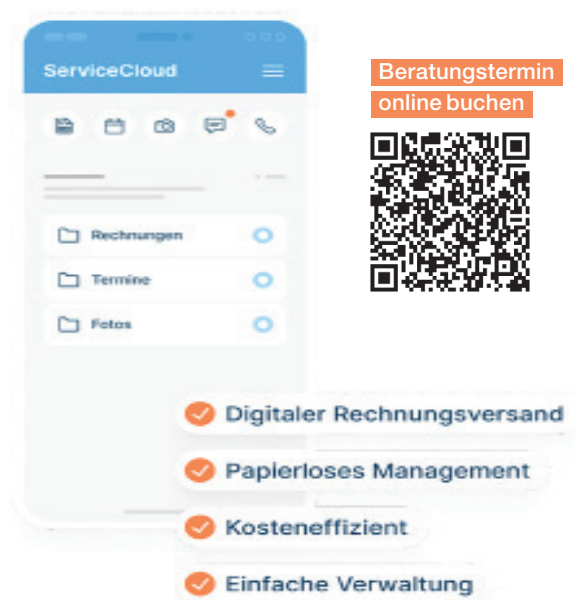 ServiceCloud
Beratungstermin
online buchen
Rechnungen
Termine
Fotos
Digitaler Rechnungsversand
Papierloses Management
Kosteneffizient
Einfache Verwaltung